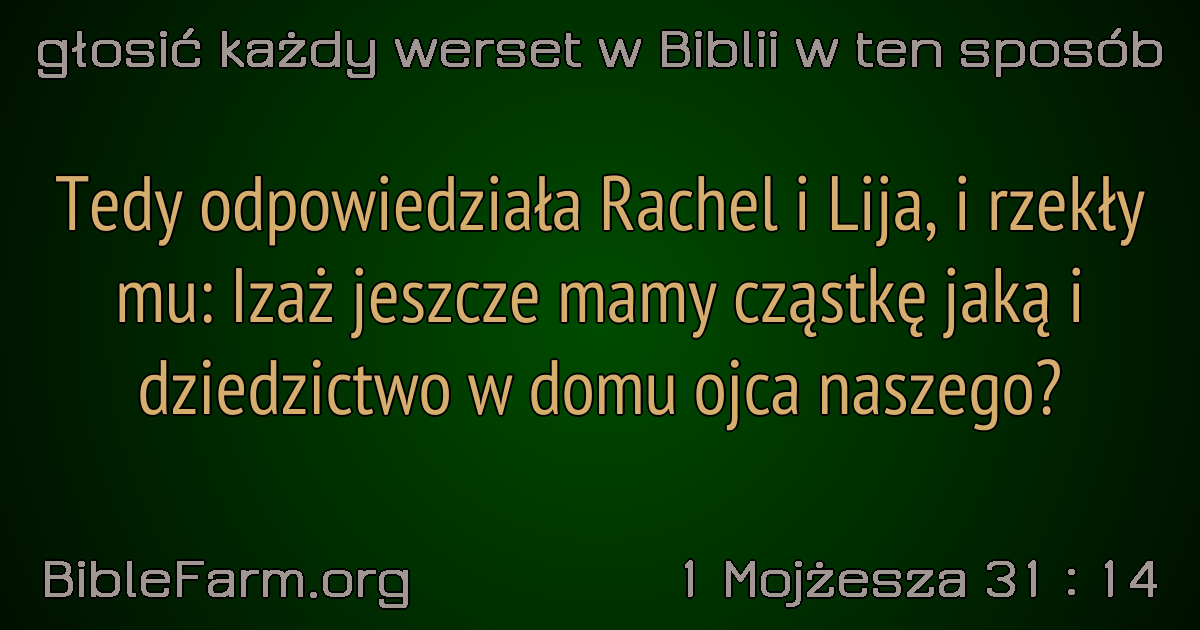 głosić każdy werset w Biblii w ten sposób
Tedy odpowiedziała Rachel i Lija, i rzekły
mu: Izaż jeszcze mamy cząstkę jaką i
dziedzictwo w domu ojca naszego?
BibleFarm.org
1 Mojżesza 31 : 14